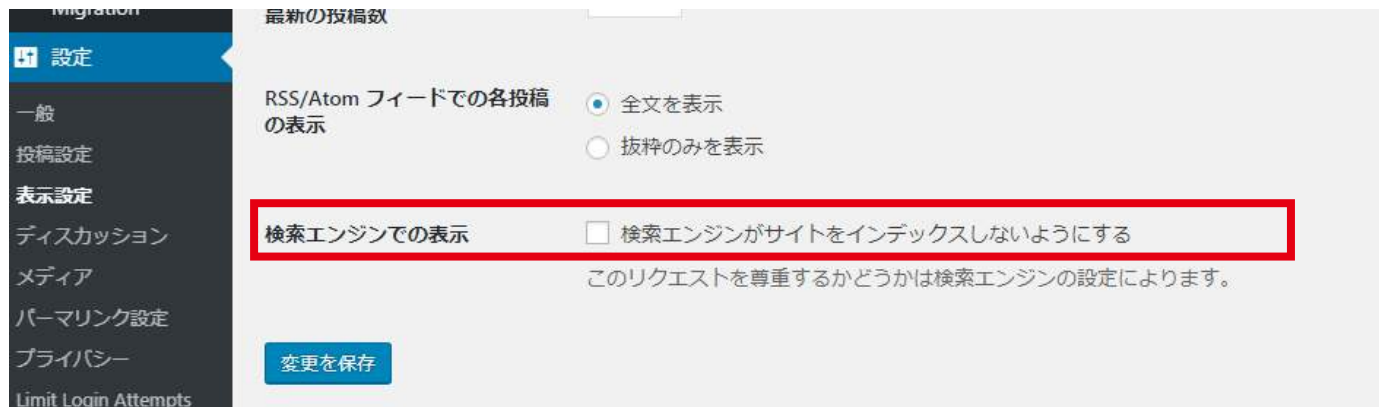 Migration
設定
一般
投稿設定
表示設定
ディスカッション
メディア
パーマリンク設定
プライバシー
Limit Login Attempts
最新の投稿数
RSS/Atom フィードでの各投稿
の表示
全文を表示
抜粋のみを表示
検索エンジンでの表示
検索エンジンがサイトをインデックスしないようにする
このリクエストを尊重するかどうかは検索エンジンの設定によります。
変更を保存